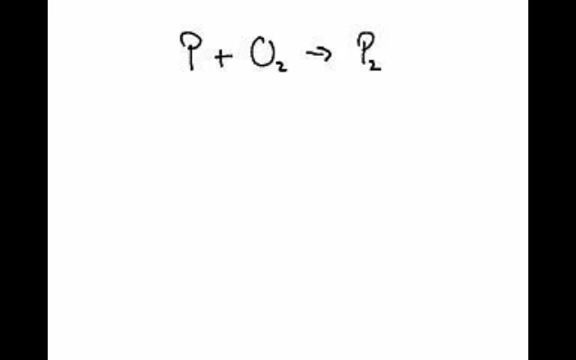 P + O₂ → P₂